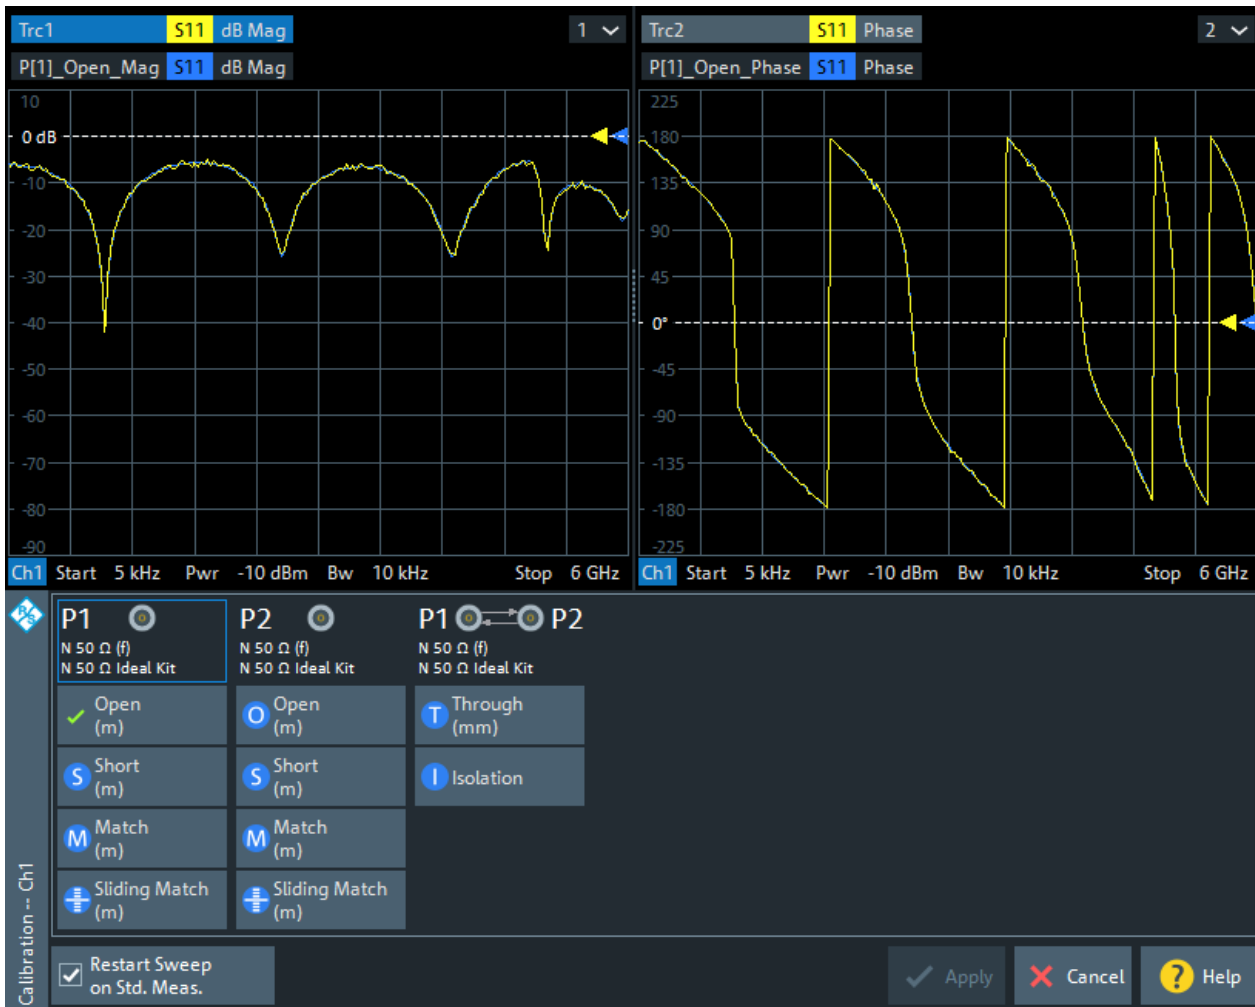 Trc1 S11 dB Mag 1
P[1]_Open_Mag S11 dB Mag
10
0 dB
-10
-20
-30
-40
-50
-60
-70
-80
-90
Ch1 Start 5 kHz Pwr -10 dBm Bw 10 kHz Stop 6 GHz
Trc2 S11 Phase 2
P[1]_Open_Phase S11 Phase
225
180
135
90
45
0°
-45
-90
-135
-180
-225
Ch1 Start 5 kHz Pwr -10 dBm Bw 10 kHz Stop 6 GHz
R/S
Calibration -- Ch1
P1
N 50 Ω (f)
N 50 Ω Ideal Kit
Open
(m)
S Short
(m)
M Match
(m)
Sliding Match
(m)
P2
N 50 Ω (f)
N 50 Ω Ideal Kit
O Open
(m)
S Short
(m)
M Match
(m)
Sliding Match
(m)
P1 P2
N 50 Ω (f)
N 50 Ω Ideal Kit
T Through
(mm)
I Isolation
Restart Sweep
on Std. Meas.
Apply
Cancel
? Help